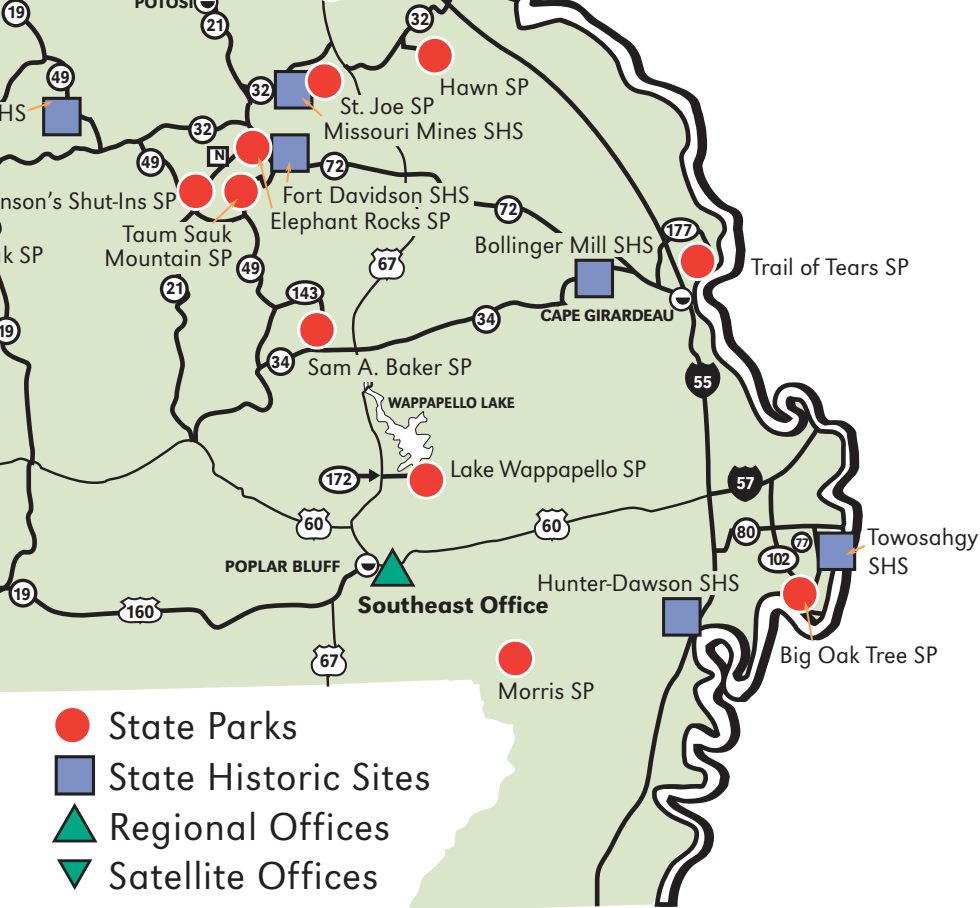 POTOSI
19
21
32
49
32
Hawn SP
St. Joe SP
HS
Missouri Mines SHS
32
N
49
72
nson's Shut-Ins SP
Fort Davidson SHS
72
Elephant Rocks SP
Taum Sauk
Mountain SP
k SP
177
Bollinger Mill SHS
Trail of Tears SP
67
49
21
143
CAPE GIRARDEAU
34
19
34
Sam A. Baker SP
55
WAPPAPELLO LAKE
172
Lake Wappapello SP
57
60
60
80
77
102
Towosahgy
SHS
POPLAR BLUFF
Hunter-Dawson SHS
19
160
Southeast Office
67
Big Oak Tree SP
Morris SP
State Parks
State Historic Sites
Regional Offices
Satellite Offices